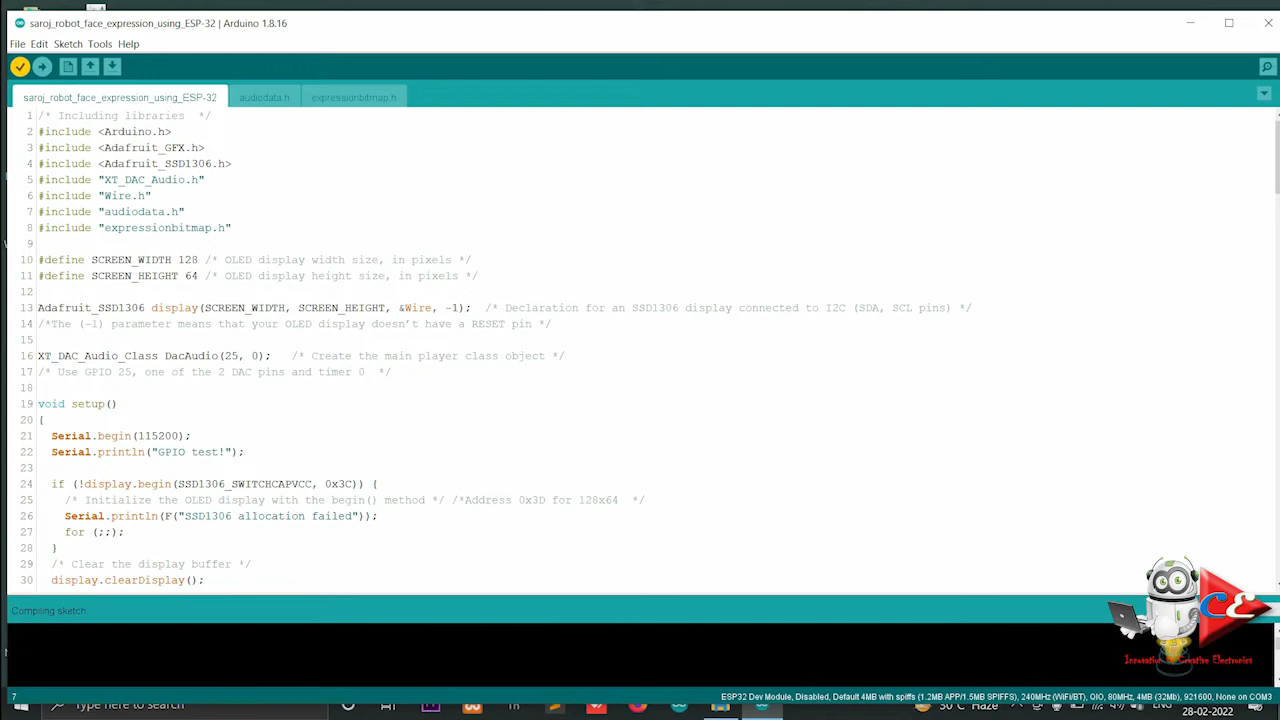 saroj_robot_face_expression_using_ESP-32 | Arduino 1.8.16
File Edit Sketch Tools Help
saroj_robot_face_expression_using_ESP-32 audiodata.h expressionbitmap.h
1 /* Including libraries */
2 #include <Arduino.h>
3 #include <Adafruit_GFX.h>
4 #include <Adafruit_SSD1306.h>
5 #include "XT_DAC_Audio.h"
6 #include "Wire.h"
7 #include "audiodata.h"
8 #include "expressionbitmap.h"
9
10 #define SCREEN_WIDTH 128 /* OLED display width size, in pixels */
11 #define SCREEN_HEIGHT 64 /* OLED display height size, in pixels */
12
13 Adafruit_SSD1306 display(SCREEN_WIDTH, SCREEN_HEIGHT, &Wire, -1); /* Declaration for an SSD1306 display connected to I2C (SDA, SCL pins) */
14 /*The (-1) parameter means that your OLED display doesn't have a RESET pin */
15
16 XT_DAC_Audio_Class DacAudio(25, 0); /* Create the main player class object */
17 /* Use GPIO 25, one of the 2 DAC pins and timer 0 */
18
19 void setup()
20 {
21 Serial.begin(115200);
22 Serial.println("GPIO test!");
23
24 if (!display.begin(SSD1306_SWITCHCAPVCC, 0x3C)) {
25 /* Initialize the OLED display with the begin() method */ /*Address 0x3D for 128x64 */
26 Serial.println(F("SSD1306 allocation failed"));
27 for (;;);
28 }
29 /* Clear the display buffer */
30 display.clearDisplay();
Compiling sketch.
CE
Creative Electronics
7 ESP32 Dev Module, Disabled, Default 4MB with spiffs (1.2MB APP/1.5MB SPIFFS), 240MHz (WiFi/BT), QIO, 80MHz, 4MB (32Mb), 921600, None on COM3
Type here to search 30°C Haze
28-02-2022